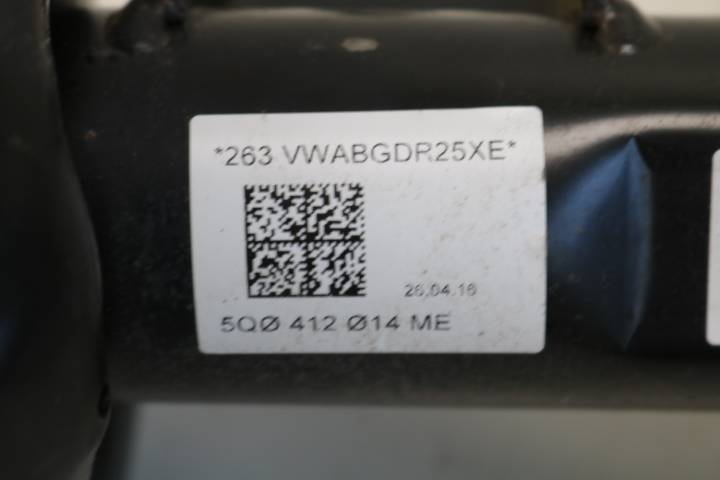 *263 VWABGDR25XE*
26.04.16
5QØ 412 Ø14 ME